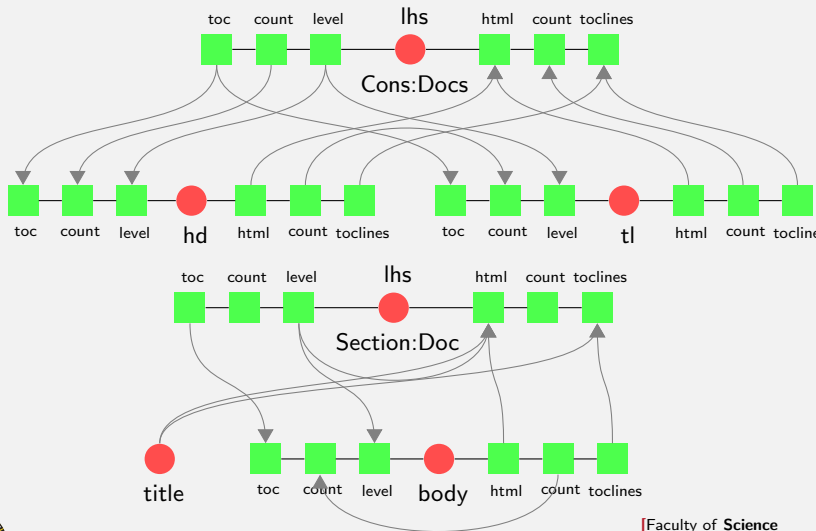 lhs
toc count level html count toclines
Cons:Docs
toc count level hd html count toclines toc count level tl html count toclines
lhs
toc count level html count toclines
Section:Doc
title toc count level body html count toclines
[Faculty of Science